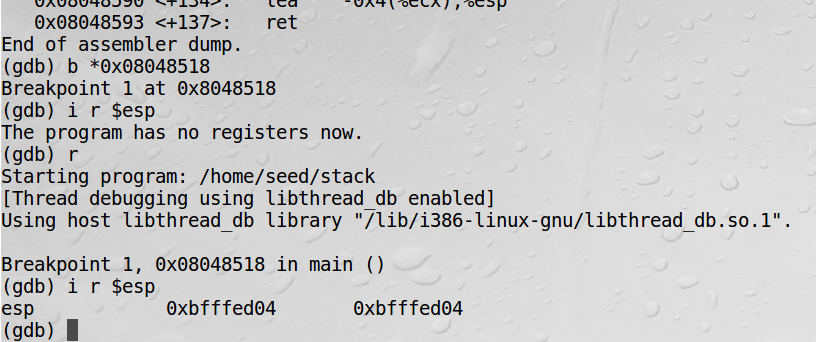 0x08048590 <+134>: lea -0x4(%ecx),%esp
0x08048593 <+137>: ret
End of assembler dump.
(gdb) b *0x08048518
Breakpoint 1 at 0x8048518
(gdb) i r $esp
The program has no registers now.
(gdb) r
Starting program: /home/seed/stack
[Thread debugging using libthread_db enabled]
Using host libthread_db library "/lib/i386-linux-gnu/libthread_db.so.1".
Breakpoint 1, 0x08048518 in main ()
(gdb) i r $esp
esp 0xbfffed04 0xbfffed04
(gdb)